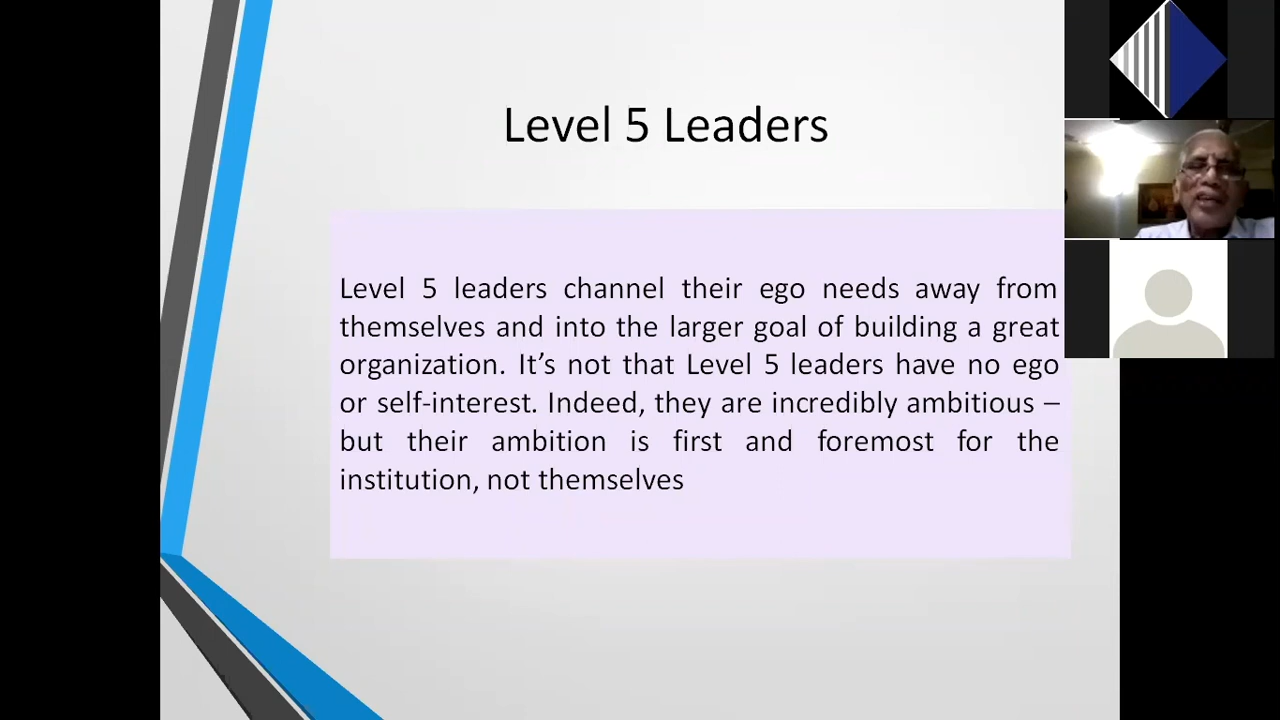 Level 5 Leaders
Level 5 leaders channel their ego needs away from
themselves and into the larger goal of building a great
organization. It’s not that Level 5 leaders have no ego
or self-interest. Indeed, they are incredibly ambitious –
but their ambition is first and foremost for the
institution, not themselves